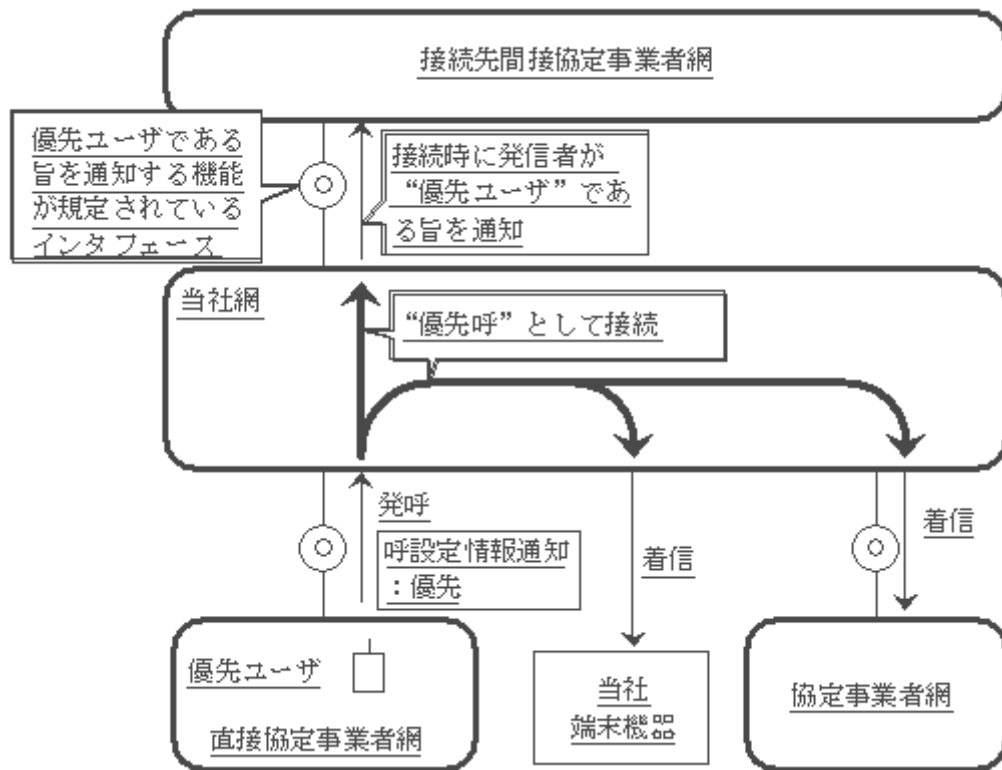 接続先間接協定事業者網
優先ユーザである
旨を通知する機能
が規定されている
インタフェース
接続時に発信者が
“優先ユーザ”であ
る旨を通知
当社網
“優先呼”として接続
発呼
呼設定情報通知
：優先
着信
着信
優先ユーザ
直接協定事業者網
当社
端末機器
協定事業者網